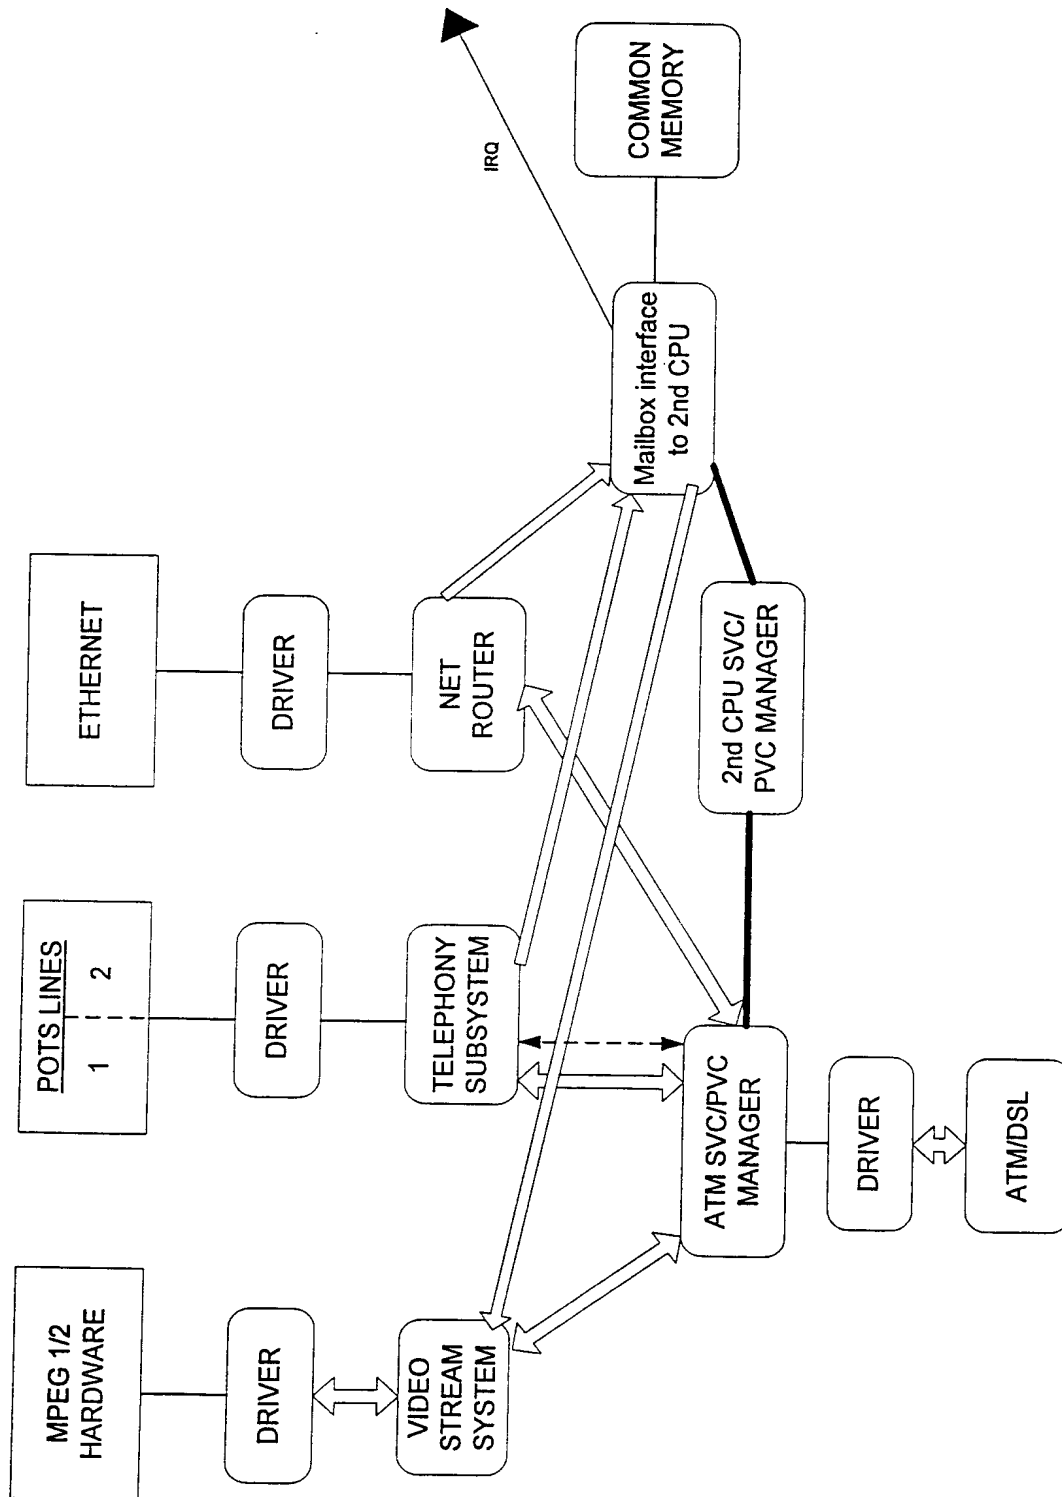 MPEG 1/2
HARDWARE
POTS LINES
1 2
ETHERNET
DRIVER
DRIVER
DRIVER
VIDEO
STREAM
SYSTEM
TELEPHONY
SUBSYSTEM
NET
ROUTER
IRQ
Mailbox interface
to 2nd CPU
COMMON
MEMORY
ATM SVC/PVC
MANAGER
2nd CPU SVC/
PVC MANAGER
DRIVER
ATM/DSL